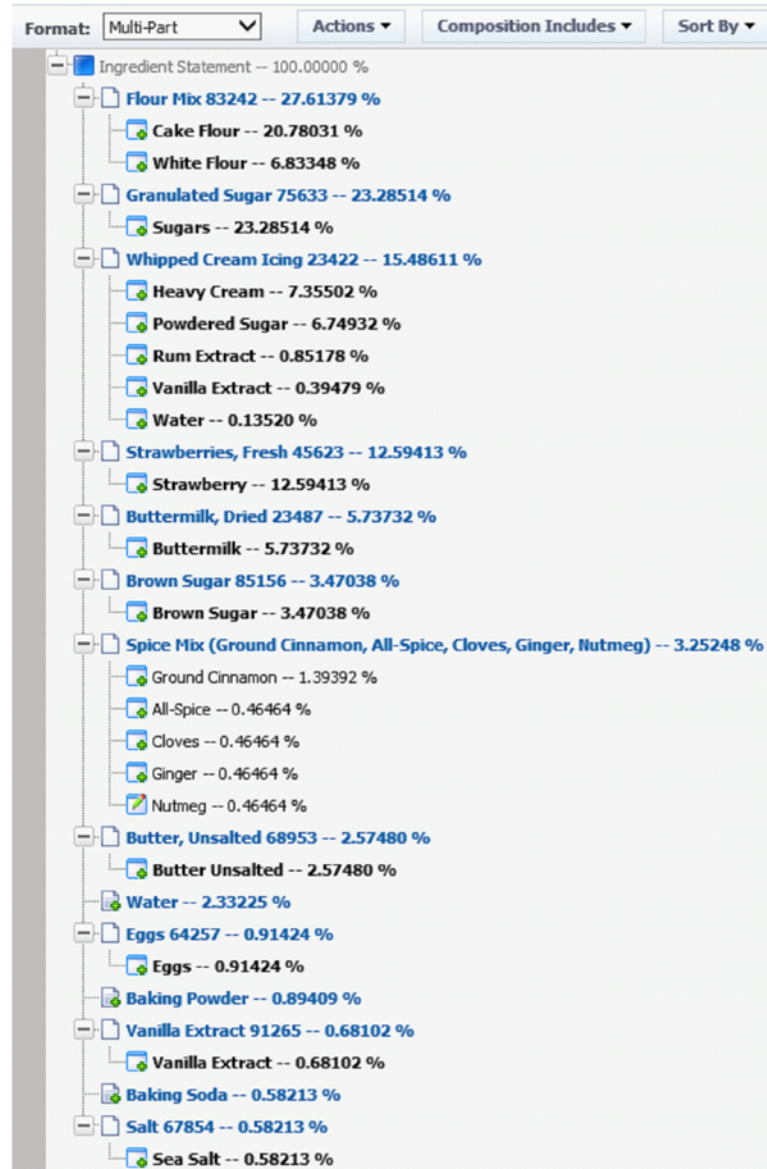 Format: Multi-Part Actions Composition Includes Sort By
Ingredient Statement -- 100.00000 %
Flour Mix 83242 -- 27.61379 %
Cake Flour -- 20.78031 %
White Flour -- 6.83348 %
Granulated Sugar 75633 -- 23.28514 %
Sugars -- 23.28514 %
Whipped Cream Icing 23422 -- 15.48611 %
Heavy Cream -- 7.35502 %
Powdered Sugar -- 6.74932 %
Rum Extract -- 0.85178 %
Vanilla Extract -- 0.39479 %
Water -- 0.13520 %
Strawberries, Fresh 45623 -- 12.59413 %
Strawberry -- 12.59413 %
Buttermilk, Dried 23487 -- 5.73732 %
Buttermilk -- 5.73732 %
Brown Sugar 85156 -- 3.47038 %
Brown Sugar -- 3.47038 %
Spice Mix (Ground Cinnamon, All-Spice, Cloves, Ginger, Nutmeg) -- 3.25248 %
Ground Cinnamon -- 1.39392 %
All-Spice -- 0.46464 %
Cloves -- 0.46464 %
Ginger -- 0.46464 %
Nutmeg -- 0.46464 %
Butter, Unsalted 68953 -- 2.57480 %
Butter Unsalted -- 2.57480 %
Water -- 2.33225 %
Eggs 64257 -- 0.91424 %
Eggs -- 0.91424 %
Baking Powder -- 0.89409 %
Vanilla Extract 91265 -- 0.68102 %
Vanilla Extract -- 0.68102 %
Baking Soda -- 0.58213 %
Salt 67854 -- 0.58213 %
Sea Salt -- 0.58213 %